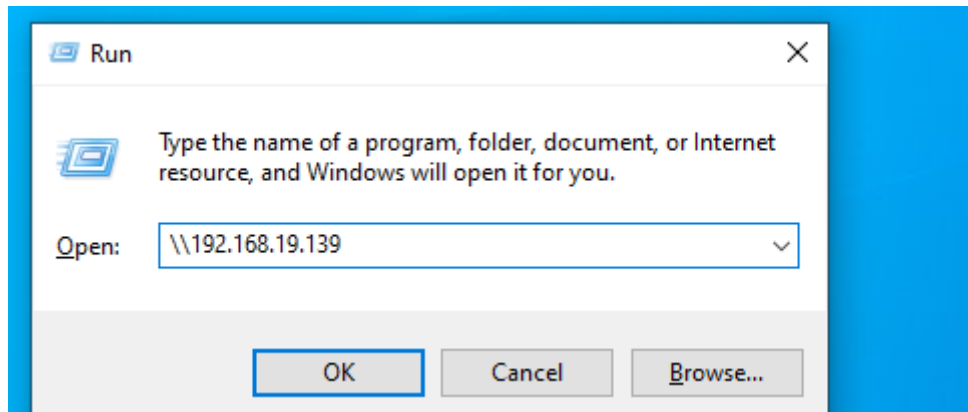 Run
Type the name of a program, folder, document, or Internet
resource, and Windows will open it for you.
Open:
\\192.168.19.139
OK
Cancel
Browse...